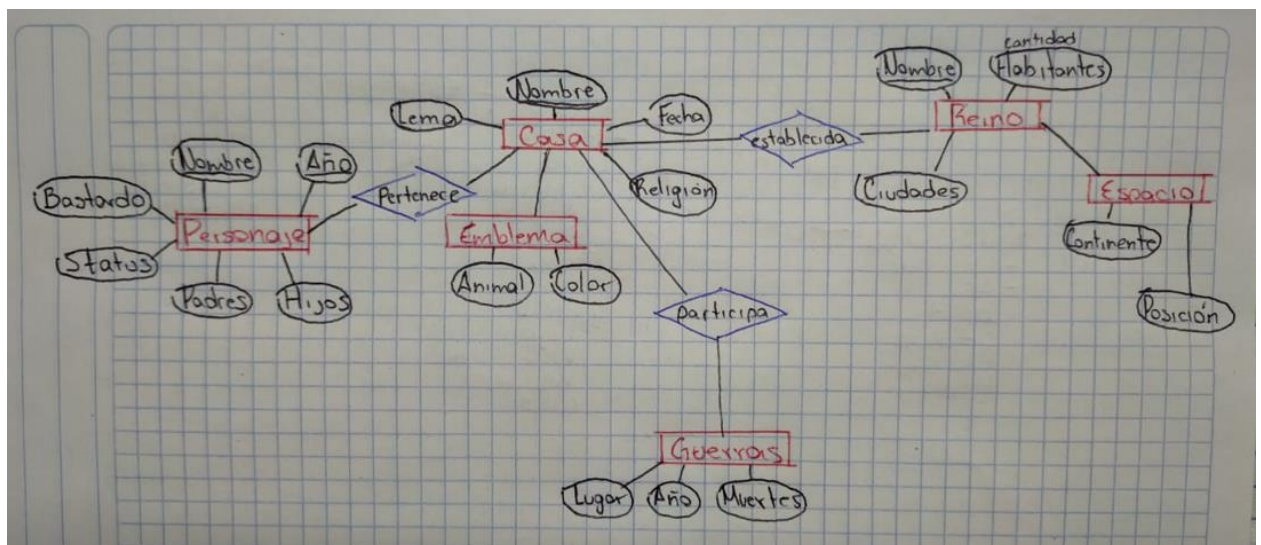 cantidad
Nombre
Habitantes
Reino
Nombre
Lema
Fecha
Casa
establecida
Nombre
Año
Religión
Ciudades
Espacio
Bastardo
Pertenece
Continente
Personaje
Emblema
Status
Animal
Color
Padres
Hijos
Participa
Posición
Guerras
Lugar
Año
Muertes